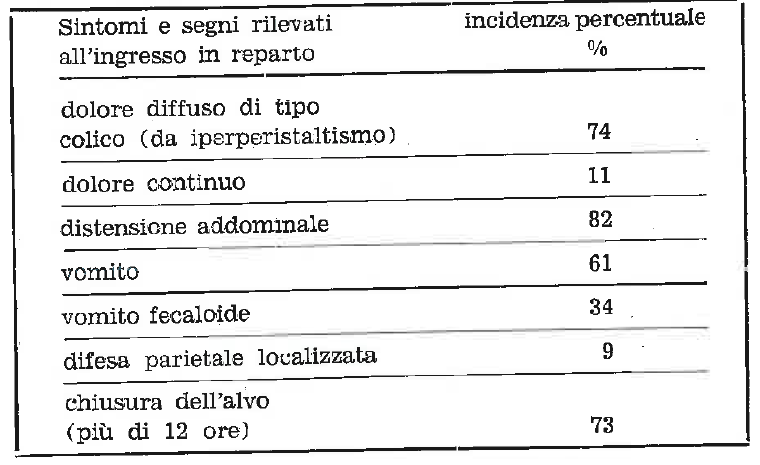 Sintomi e segni rilevati incidenza percentuale
all'ingresso in reparto %
dolore diffuso di tipo
colico (da iperperistaltismo) 74
dolore continuo 11
distensione addominale 82
vomito 61
vomito fecaloide 34
difesa parietale localizzata 9
chiusura dell'alvo
(più di 12 ore) 73